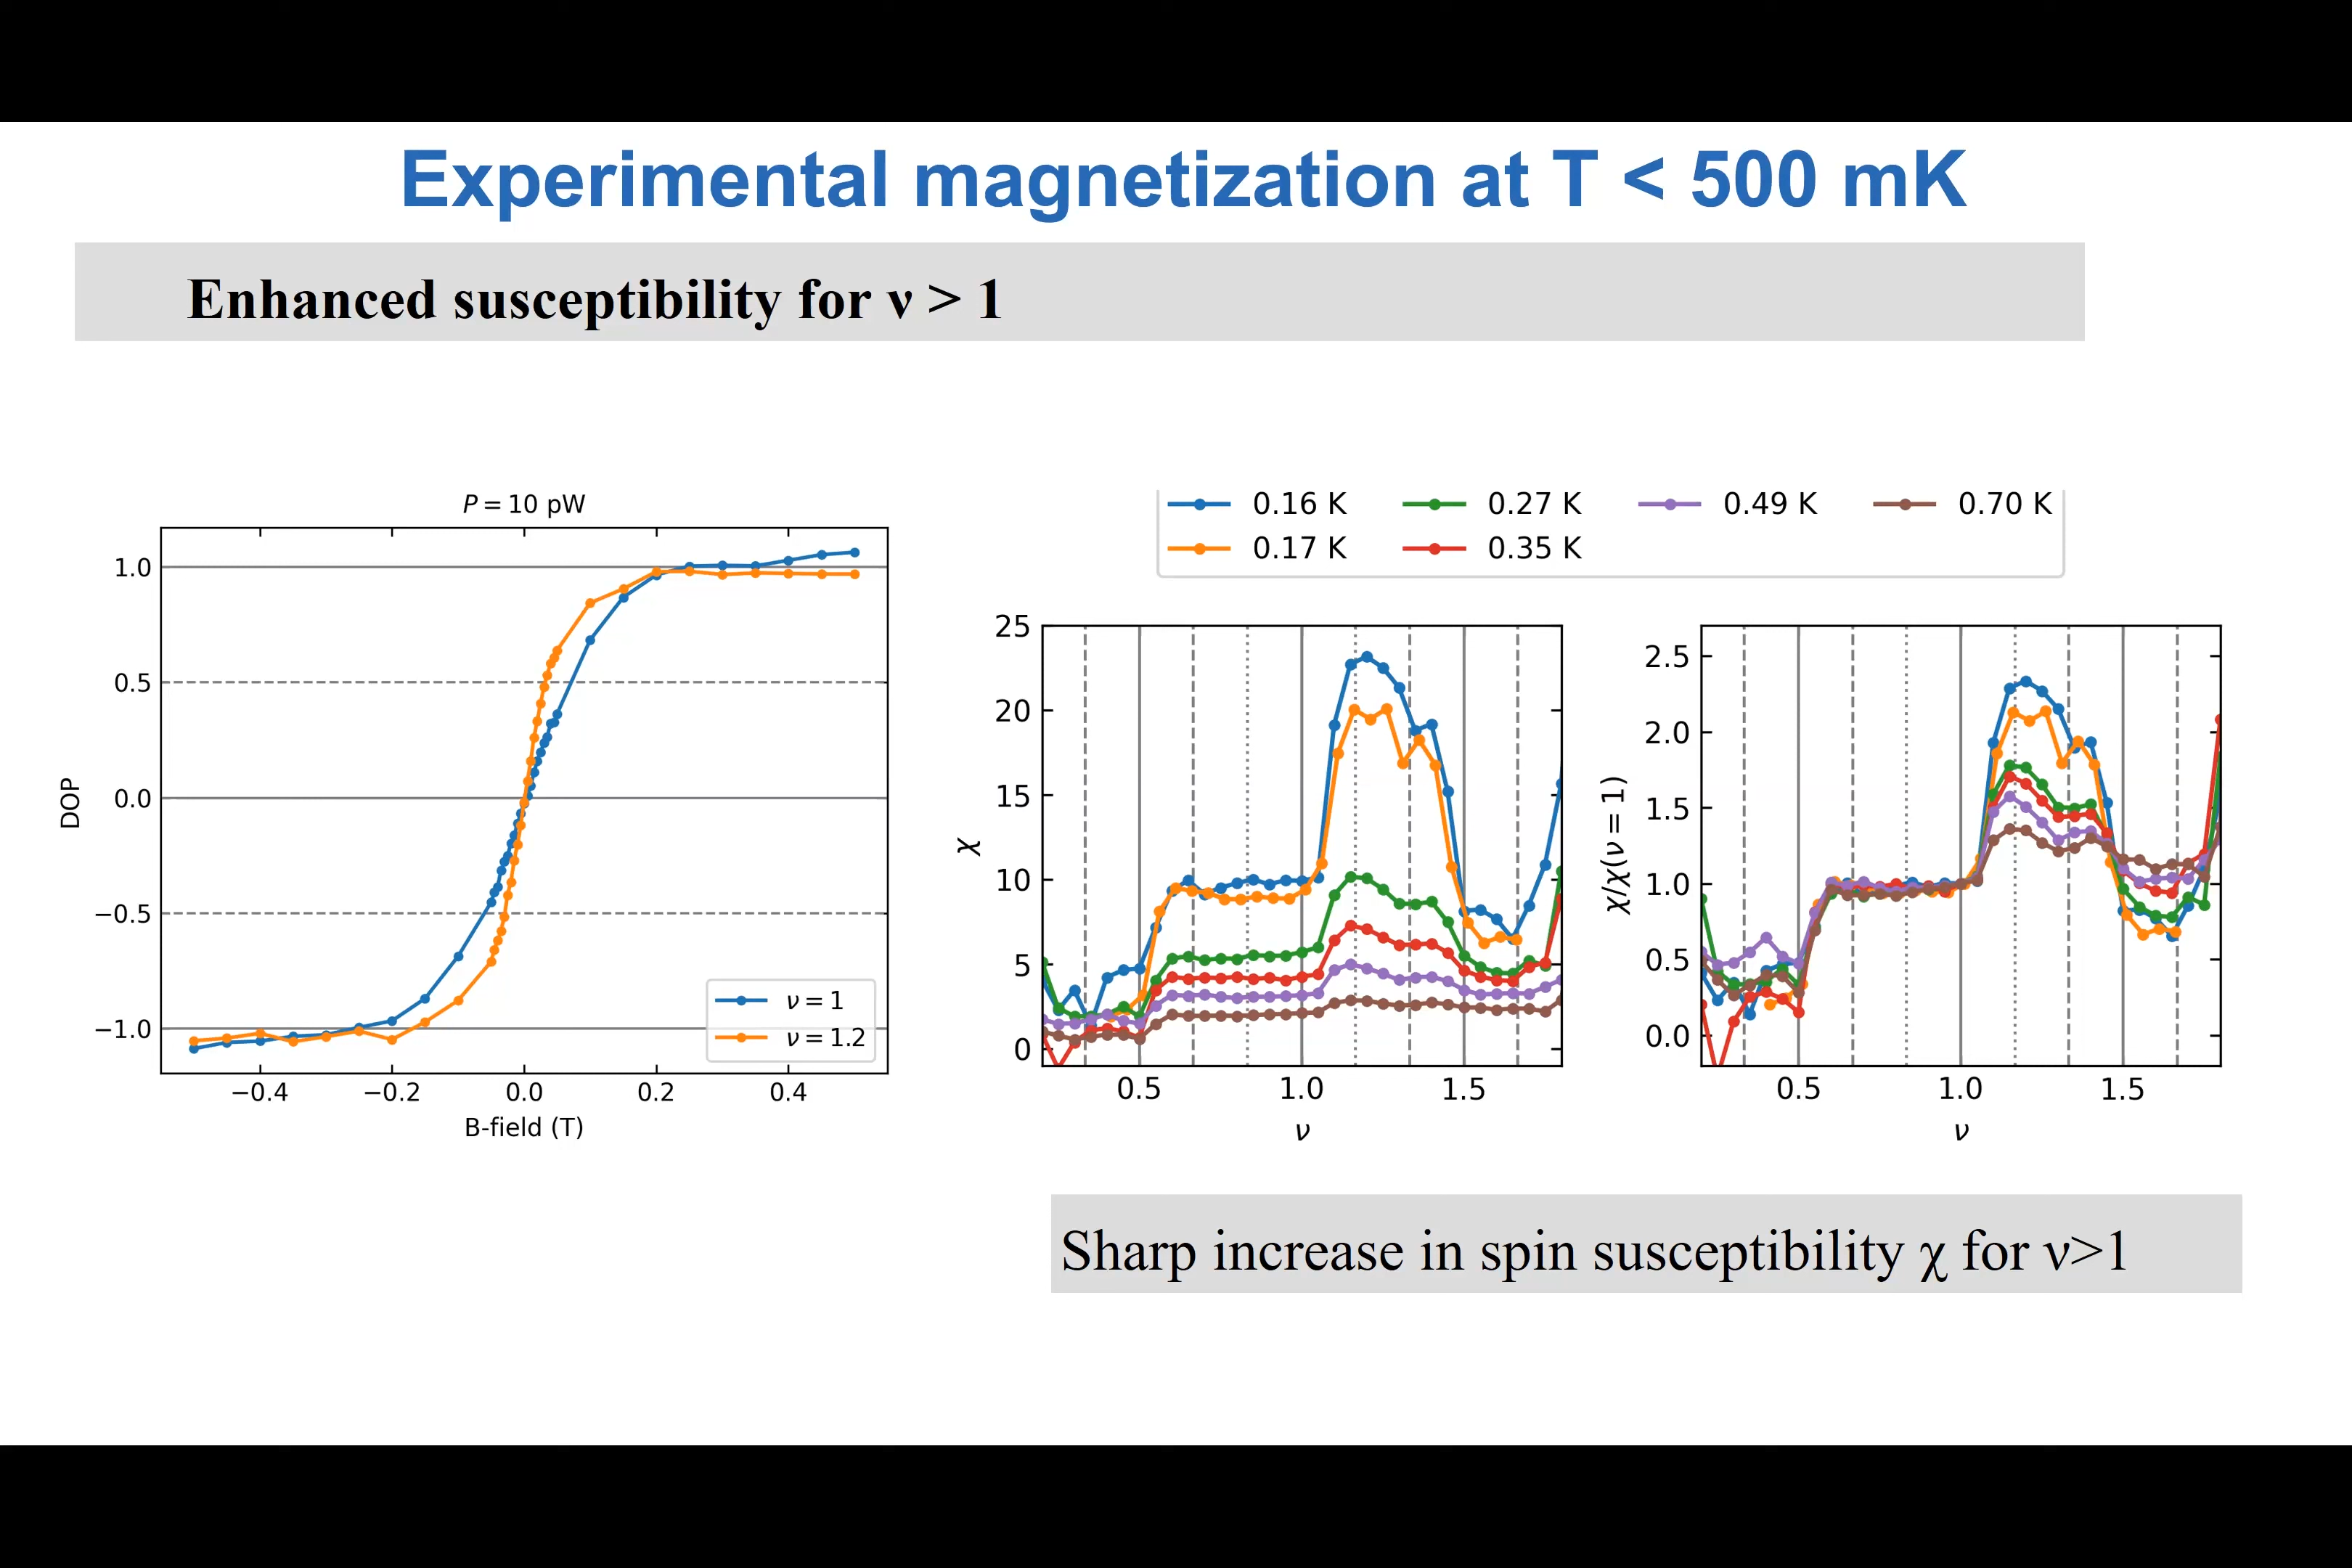 Experimental magnetization at T < 500 mK
Enhanced susceptibility for ν > 1
P = 10 pW
1.0
0.5
0.0
−0.5
−1.0
DOP
−0.4
−0.2
0.0
0.2
0.4
B-field (T)
ν = 1
ν = 1.2
0.16 K
0.27 K
0.49 K
0.70 K
0.17 K
0.35 K
25
20
15
10
5
0
χ
0.5
1.0
1.5
ν
2.5
2.0
1.5
1.0
0.5
0.0
χ/χ(ν = 1)
0.5
1.0
1.5
ν
Sharp increase in spin susceptibility χ for ν>1